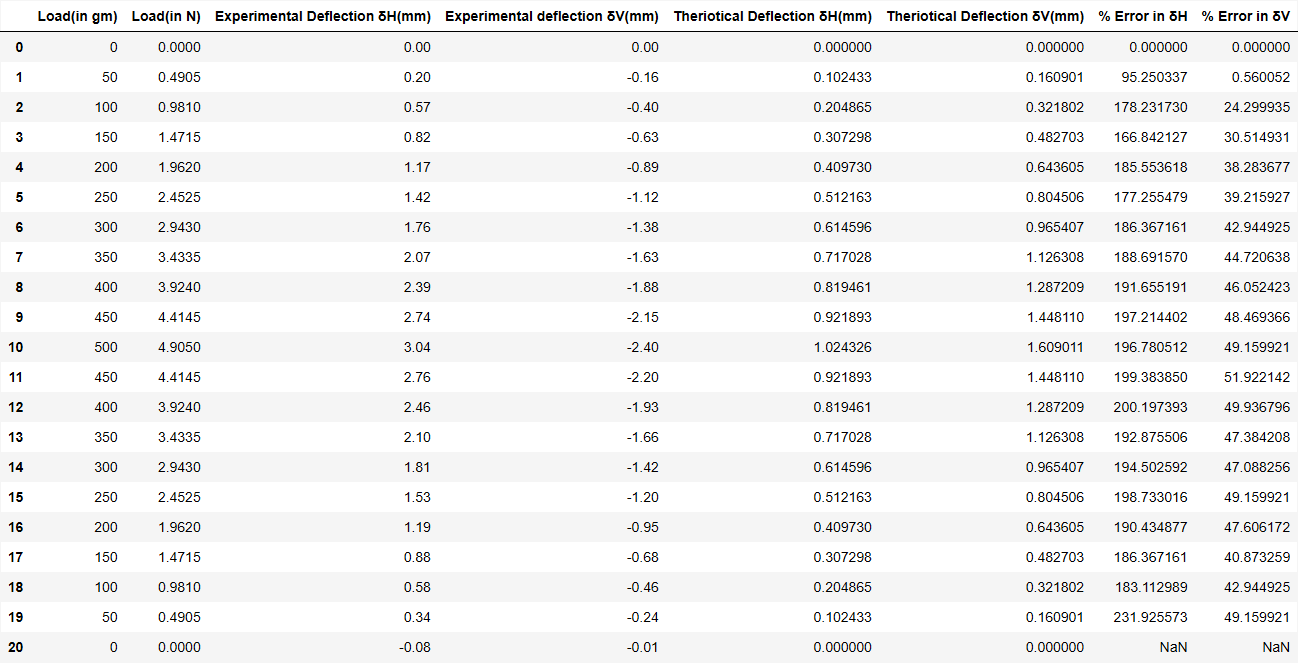 Load(in gm) Load(in N) Experimental Deflection δH(mm) Experimental deflection δV(mm) Theriotical Deflection δH(mm) Theriotical Deflection δV(mm) % Error in δH % Error in δV
0 0 0.0000 0.00 0.00 0.000000 0.000000 0.000000 0.000000
1 50 0.4905 0.20 -0.16 0.102433 0.160901 95.250337 0.560052
2 100 0.9810 0.57 -0.40 0.204865 0.321802 178.231730 24.299935
3 150 1.4715 0.82 -0.63 0.307298 0.482703 166.842127 30.514931
4 200 1.9620 1.17 -0.89 0.409730 0.643605 185.553618 38.283677
5 250 2.4525 1.42 -1.12 0.512163 0.804506 177.255479 39.215927
6 300 2.9430 1.76 -1.38 0.614596 0.965407 186.367161 42.944925
7 350 3.4335 2.07 -1.63 0.717028 1.126308 188.691570 44.720638
8 400 3.9240 2.39 -1.88 0.819461 1.287209 191.655191 46.052423
9 450 4.4145 2.74 -2.15 0.921893 1.448110 197.214402 48.469366
10 500 4.9050 3.04 -2.40 1.024326 1.609011 196.780512 49.159921
11 450 4.4145 2.76 -2.20 0.921893 1.448110 199.383850 51.922142
12 400 3.9240 2.46 -1.93 0.819461 1.287209 200.197393 49.936796
13 350 3.4335 2.10 -1.66 0.717028 1.126308 192.875506 47.384208
14 300 2.9430 1.81 -1.42 0.614596 0.965407 194.502592 47.088256
15 250 2.4525 1.53 -1.20 0.512163 0.804506 198.733016 49.159921
16 200 1.9620 1.19 -0.95 0.409730 0.643605 190.434877 47.606172
17 150 1.4715 0.88 -0.68 0.307298 0.482703 186.367161 40.873259
18 100 0.9810 0.58 -0.46 0.204865 0.321802 183.112989 42.944925
19 50 0.4905 0.34 -0.24 0.102433 0.160901 231.925573 49.159921
20 0 0.0000 -0.08 -0.01 0.000000 0.000000 NaN NaN